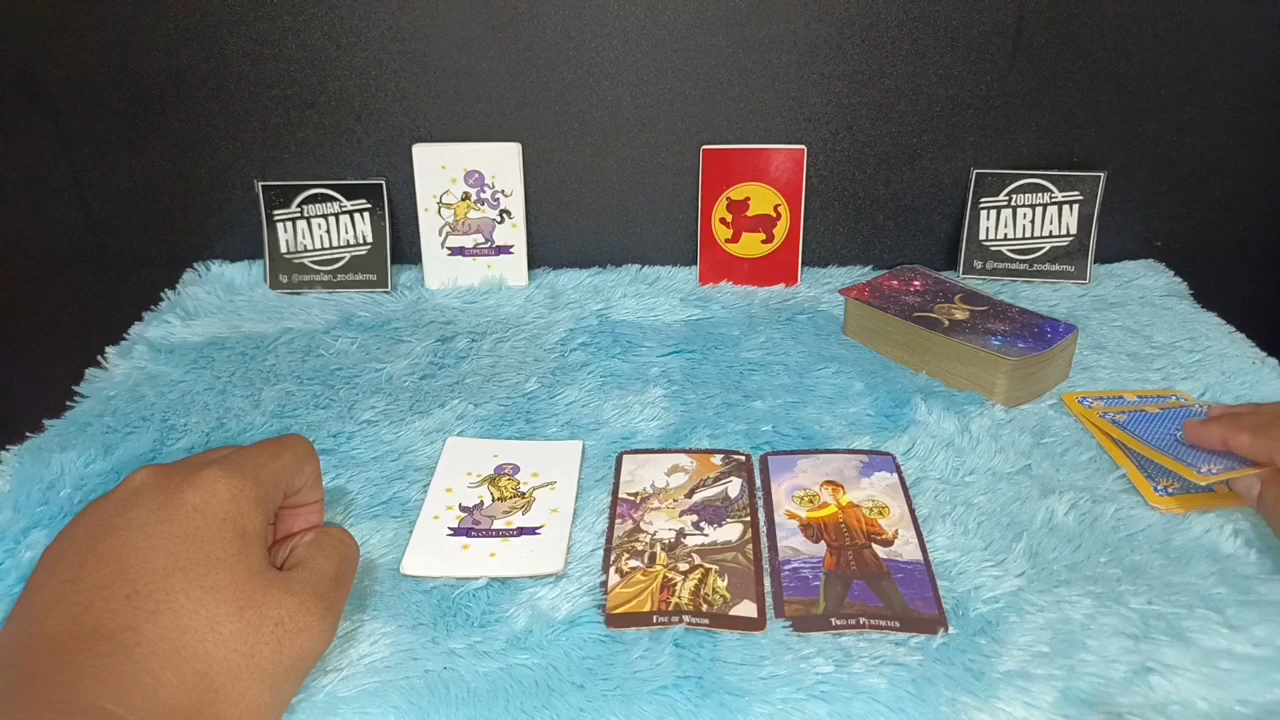 ZODIAK
HARIAN
Ig: @ramalan_zodiakmu
СТРЕЛЕЦ
ZODIAK
HARIAN
Ig: @ramalan_zodiakmu
КОЗЕРОГ
Five of Wands
Two of Pentacles